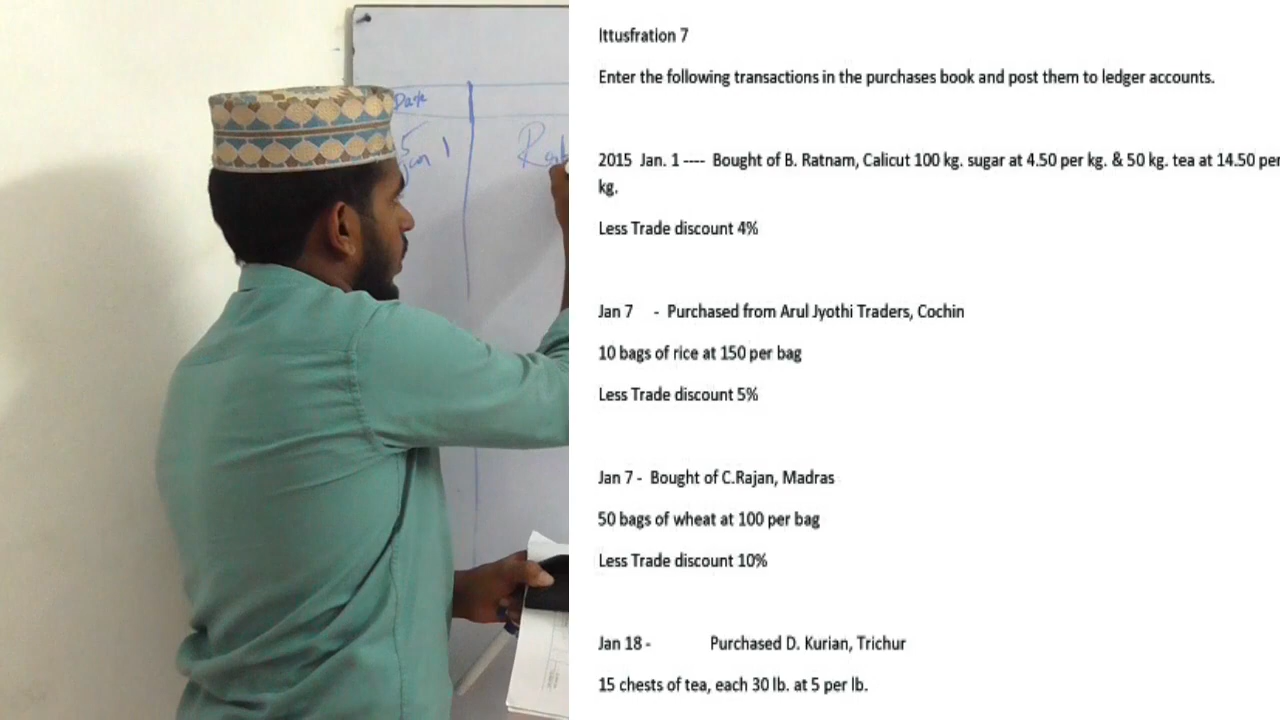 Date
15
Jan 1
Ittusfration 7
Enter the following transactions in the purchases book and post them to ledger accounts.
2015 Jan. 1 ---- Bought of B. Ratnam, Calicut 100 kg. sugar at 4.50 per kg. & 50 kg. tea at 14.50 per
kg.
Less Trade discount 4%
Jan 7 - Purchased from Arul Jyothi Traders, Cochin
10 bags of rice at 150 per bag
Less Trade discount 5%
Jan 7 - Bought of C.Rajan, Madras
50 bags of wheat at 100 per bag
Less Trade discount 10%
Jan 18 - Purchased D. Kurian, Trichur
15 chests of tea, each 30 lb. at 5 per lb.